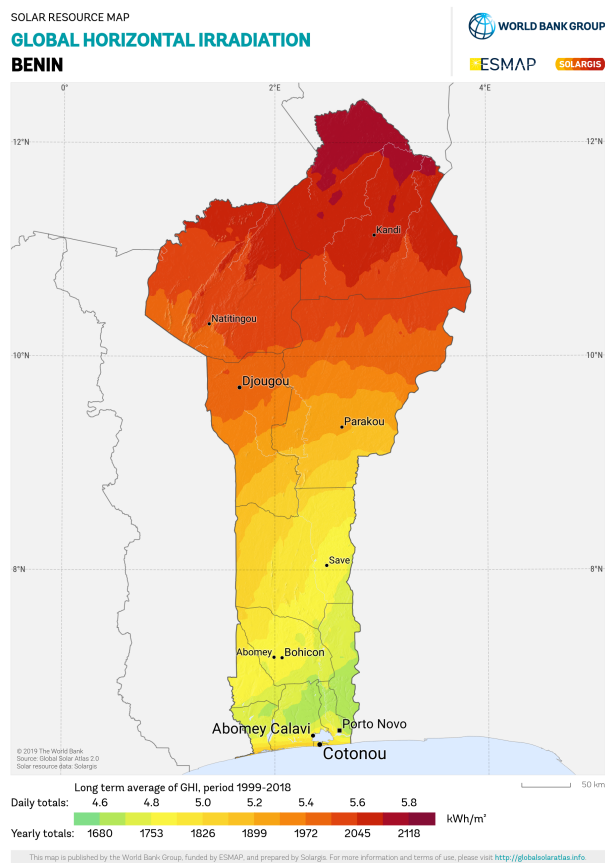 SOLAR RESOURCE MAP
GLOBAL HORIZONTAL IRRADIATION
BENIN
WORLD BANK GROUP
ESMAP
SOLARGIS
0° 2°E 4°E
12°N 12°N
Kandi
Natitingou
10°N 10°N
Djougou
Parakou
8°N 8°N
Save
Abomey Bohicon
Abomey Calavi Porto Novo
Cotonou
© 2019 The World Bank
Source: Global Solar Atlas 2.0
Solar resource data: Solargis
50 km
Long term average of GHI, period 1999-2018
Daily totals: 4.6 4.8 5.0 5.2 5.4 5.6 5.8
kWh/m²
Yearly totals: 1680 1753 1826 1899 1972 2045 2118
This map is published by the World Bank Group, funded by ESMAP, and prepared by Solargis. For more information and terms of use, please visit http://globalsolaratlas.info.